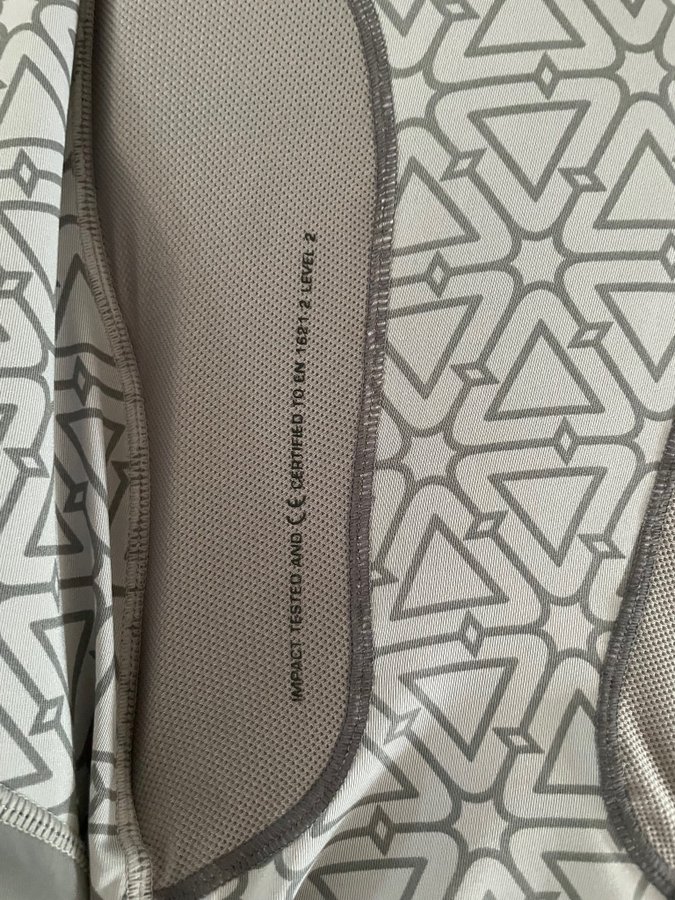 IMPACT TESTED AND CE CERTIFIED TO EN 1621 2 LEVEL 2